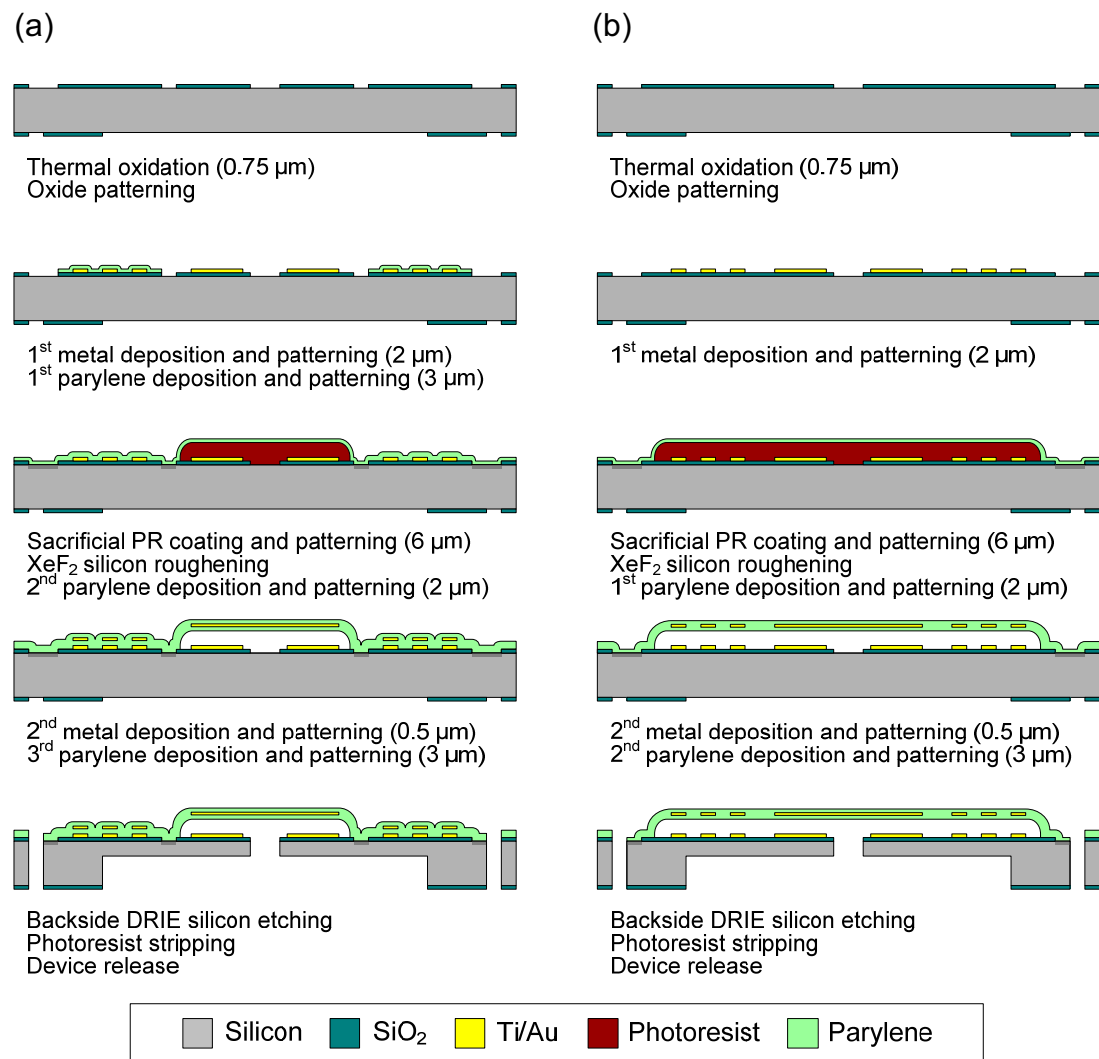 (a)
Thermal oxidation (0.75 µm)
Oxide patterning
1st metal deposition and patterning (2 µm)
1st parylene deposition and patterning (3 µm)
Sacrificial PR coating and patterning (6 µm)
XeF2 silicon roughening
2nd parylene deposition and patterning (2 µm)
2nd metal deposition and patterning (0.5 µm)
3rd parylene deposition and patterning (3 µm)
Backside DRIE silicon etching
Photoresist stripping
Device release
(b)
Thermal oxidation (0.75 µm)
Oxide patterning
1st metal deposition and patterning (2 µm)
Sacrificial PR coating and patterning (6 µm)
XeF2 silicon roughening
1st parylene deposition and patterning (2 µm)
2nd metal deposition and patterning (0.5 µm)
2nd parylene deposition and patterning (3 µm)
Backside DRIE silicon etching
Photoresist stripping
Device release
Silicon SiO2 Ti/Au Photoresist Parylene